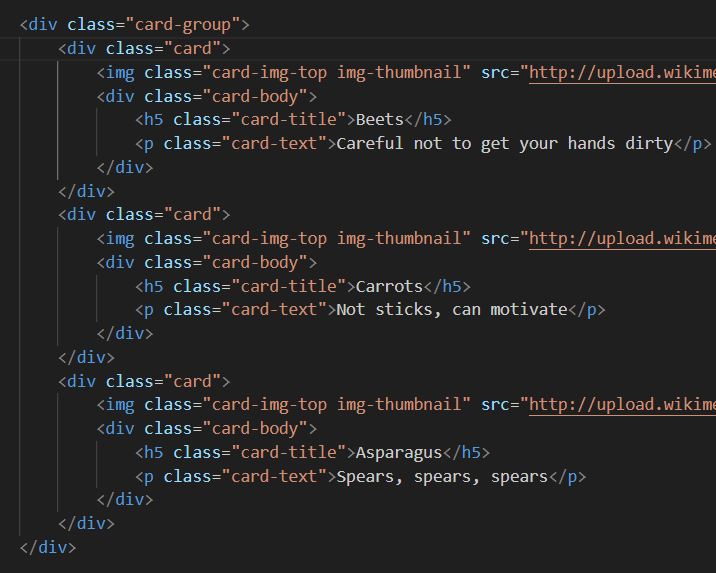 <div class="card-group">
<div class="card">
<img class="card-img-top img-thumbnail" src="http://upload.wikime
<div class="card-body">
<h5 class="card-title">Beets</h5>
<p class="card-text">Careful not to get your hands dirty</p>
</div>
</div>
<div class="card">
<img class="card-img-top img-thumbnail" src="http://upload.wikime
<div class="card-body">
<h5 class="card-title">Carrots</h5>
<p class="card-text">Not sticks, can motivate</p>
</div>
</div>
<div class="card">
<img class="card-img-top img-thumbnail" src="http://upload.wikime
<div class="card-body">
<h5 class="card-title">Asparagus</h5>
<p class="card-text">Spears, spears, spears</p>
</div>
</div>
</div>